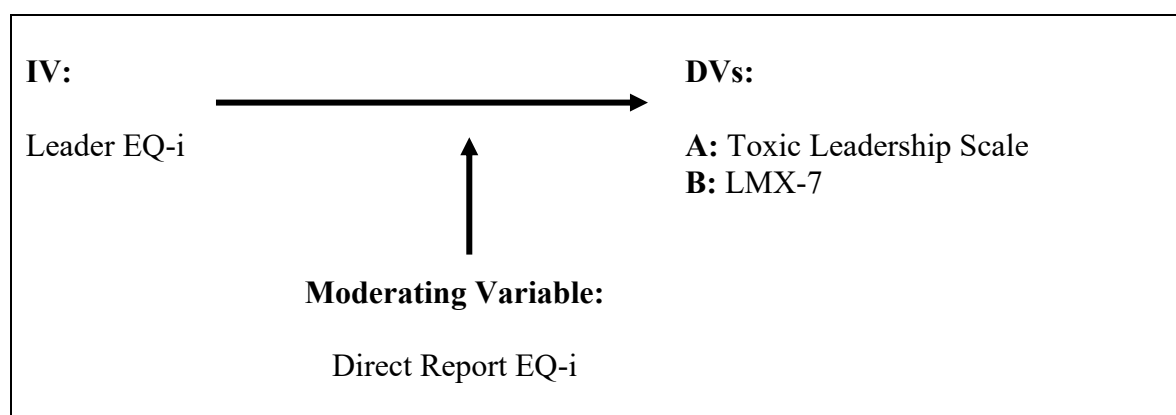 IV:
DVs:
Leader EQ-i
A: Toxic Leadership Scale
B: LMX-7
Moderating Variable:
Direct Report EQ-i